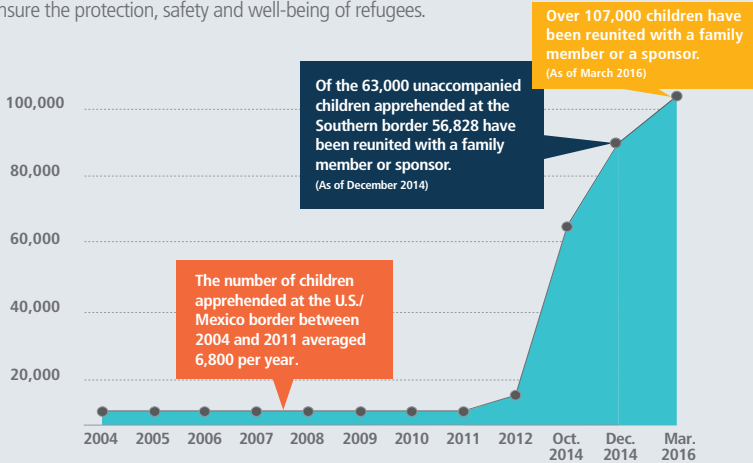 nsure the protection, safety and well-being of refugees.
Over 107,000 children have
been reunited with a family
member or a sponsor.
(As of March 2016)
Of the 63,000 unaccompanied
children apprehended at the
Southern border 56,828 have
been reunited with a family
member or sponsor.
(As of December 2014)
The number of children
apprehended at the U.S./
Mexico border between
2004 and 2011 averaged
6,800 per year.
100,000
80,000
60,000
40,000
20,000
2004 2005 2006 2007 2008 2009 2010 2011 2012 Oct. 2014 Dec. 2014 Mar. 2016